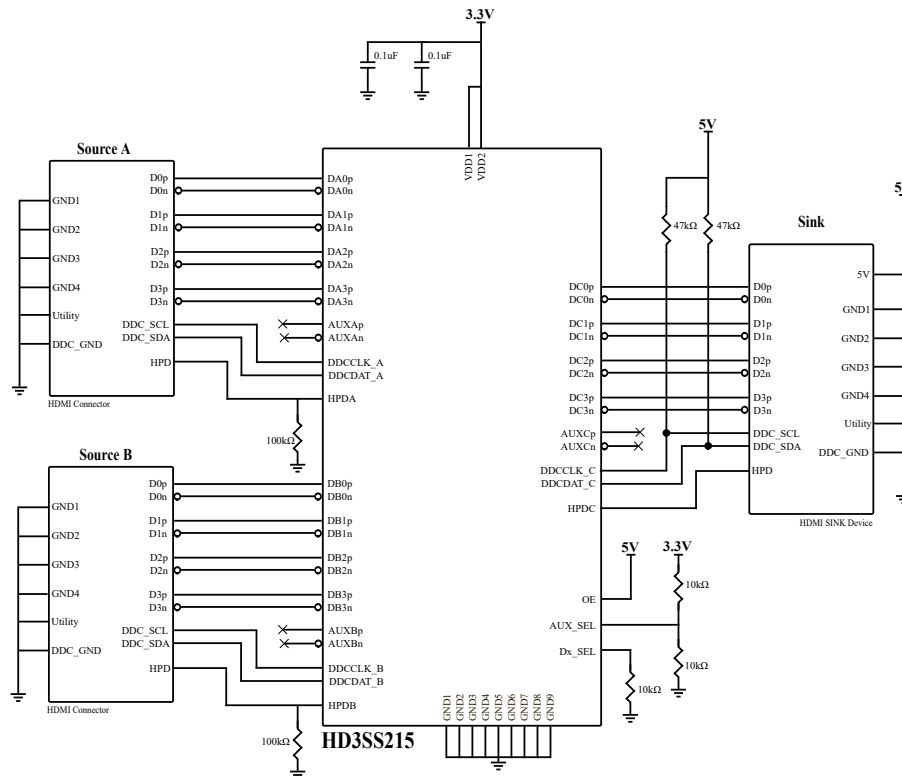 3.3V
0.1uF
0.1uF
VDD1
VDD2
Source A
GND1
GND2
GND3
GND4
Utility
DDC_GND
D0p
D0n
D1p
D1n
D2p
D2n
D3p
D3n
DDC_SCL
DDC_SDA
HPD
HDMI Connector
100kΩ
DA0p
DA0n
DA1p
DA1n
DA2p
DA2n
DA3p
DA3n
AUXAp
AUXAn
DDCCLK_A
DDCDAT_A
HPDA
Source B
GND1
GND2
GND3
GND4
Utility
DDC_GND
D0p
D0n
D1p
D1n
D2p
D2n
D3p
D3n
DDC_SCL
DDC_SDA
HPD
HDMI Connector
100kΩ
DB0p
DB0n
DB1p
DB1n
DB2p
DB2n
DB3p
DB3n
AUXBp
AUXBn
DDCCLK_B
DDCDAT_B
HPDB
HD3SS215
GND1
GND2
GND3
GND4
GND5
GND6
GND7
GND8
GND9
DC0p
DC0n
DC1p
DC1n
DC2p
DC2n
DC3p
DC3n
AUXCp
AUXCn
DDCCLK_C
DDCDAT_C
HPDC
OE
AUX_SEL
Dx_SEL
5V
47kΩ
47kΩ
5V
3.3V
10kΩ
10kΩ
10kΩ
Sink
D0p
D0n
D1p
D1n
D2p
D2n
D3p
D3n
DDC_SCL
DDC_SDA
HPD
5V
GND1
GND2
GND3
GND4
Utility
DDC_GND
HDMI SINK Device